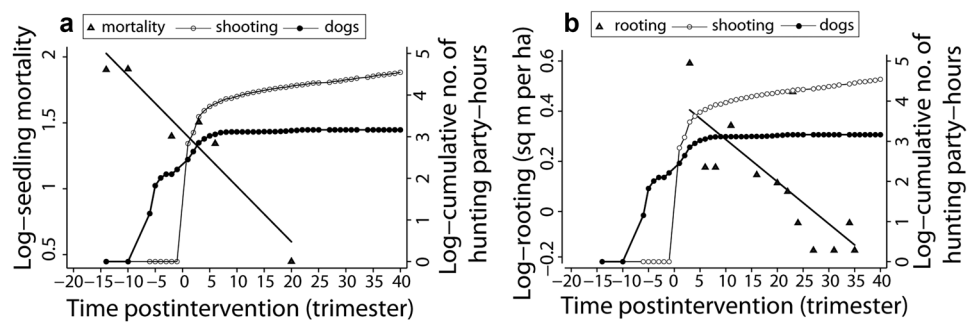 a
mortality shooting dogs
Log−seedling mortality
2
1.5
1
0.5
5
4
3
2
1
0
Log−cumulative no. of
hunting party−hours
−20−15−10−5 0 5 10 15 20 25 30 35 40
Time postintervention (trimester)
b
rooting shooting dogs
Log−rooting (sq m per ha)
0.6
0.4
0.2
0
−0.2
5
4
3
2
1
0
Log−cumulative no. of
hunting party−hours
−20−15−10−5 0 5 10 15 20 25 30 35 40
Time postintervention (trimester)